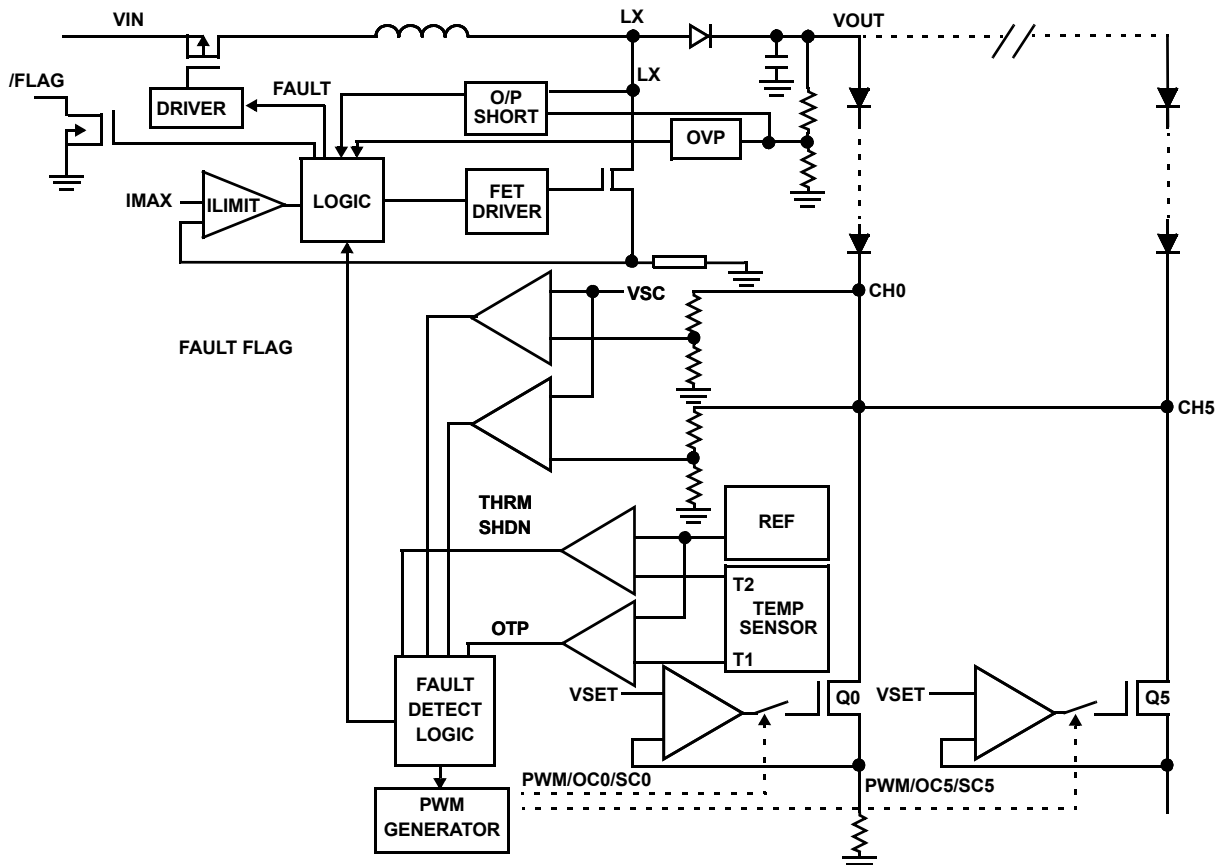 VIN
LX
VOUT
/FLAG
FAULT
LX
DRIVER
O/P
SHORT
OVP
IMAX
ILIMIT
LOGIC
FET
DRIVER
VSC
CH0
FAULT FLAG
CH5
THRM
SHDN
REF
T2
TEMP
SENSOR
OTP
T1
FAULT
DETECT
LOGIC
VSET
Q0
VSET
Q5
PWM/OC0/SC0
PWM/OC5/SC5
PWM
GENERATOR